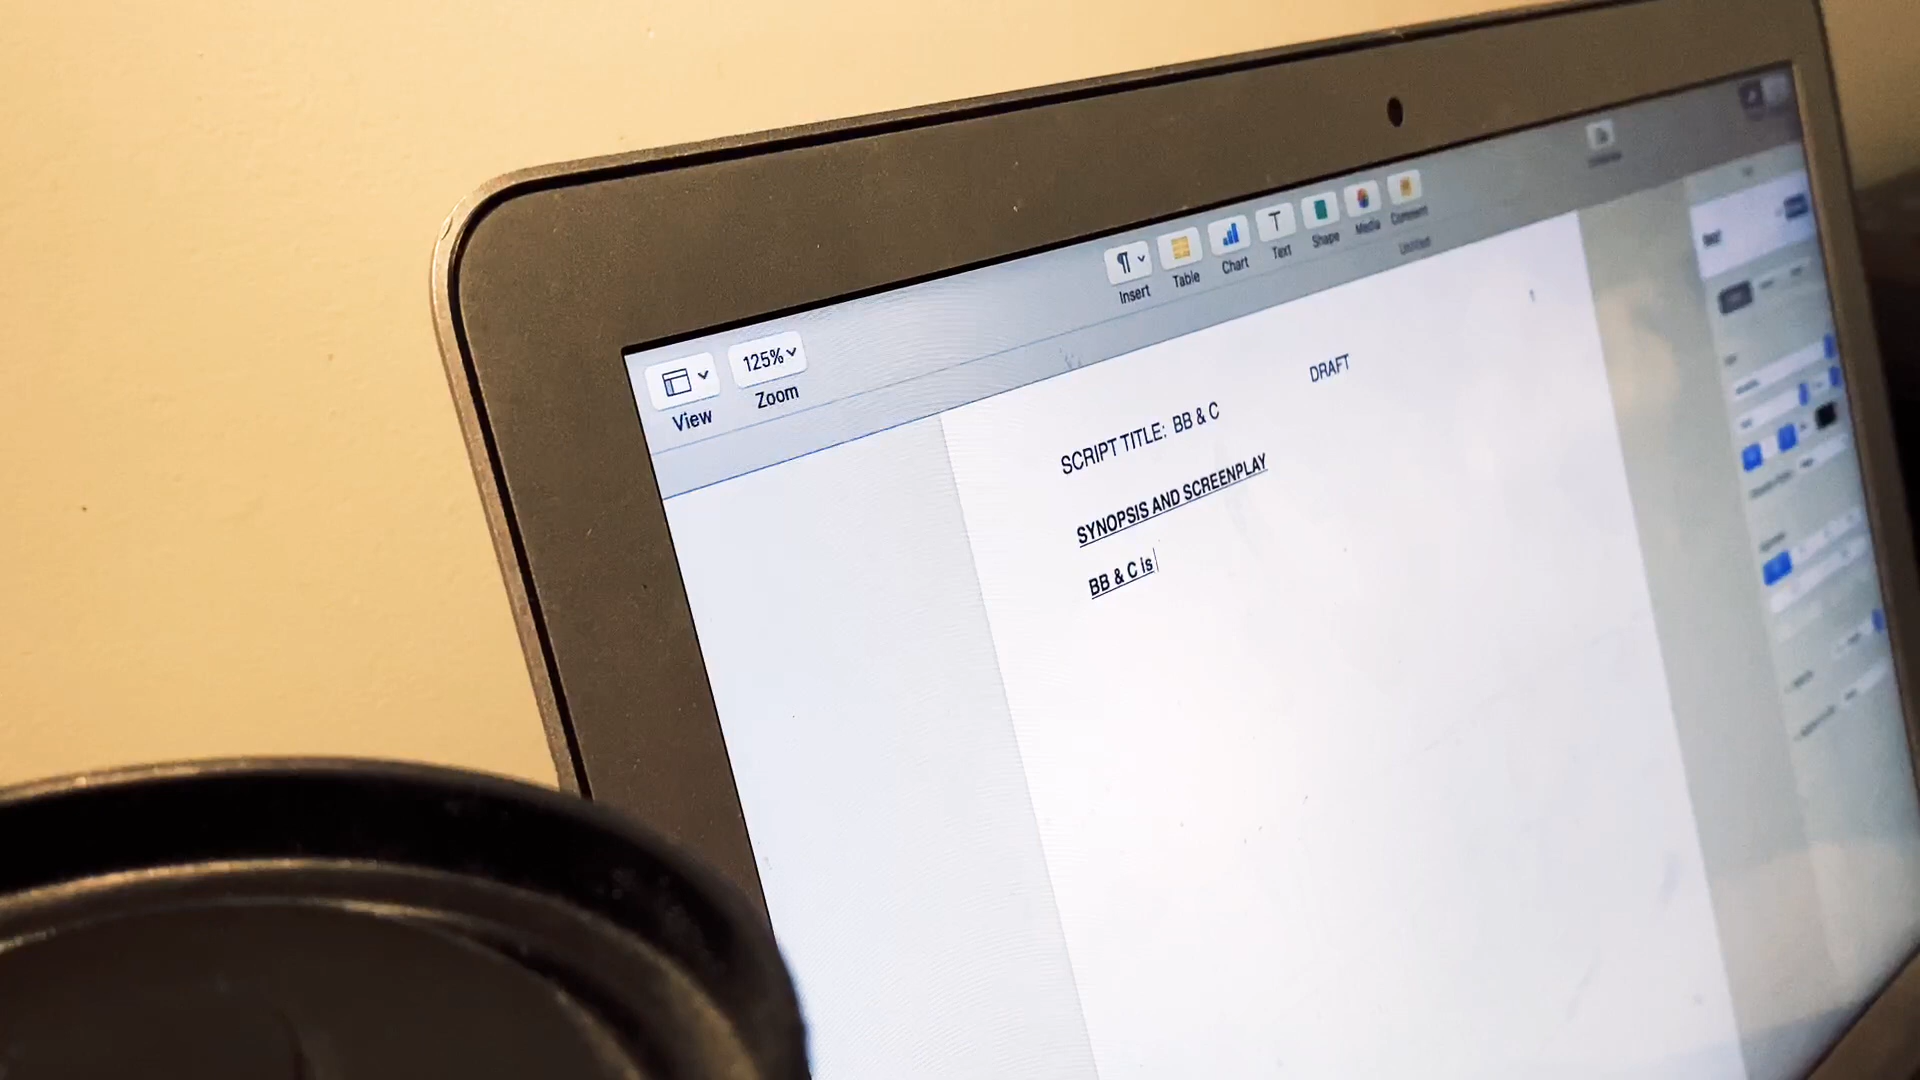 View
125%
Zoom
Insert
Table
Chart
T
Text
Shape
Media
Comment
Untitled
DRAFT
SCRIPT TITLE: BB & C
SYNOPSIS AND SCREENPLAY
BB & C is